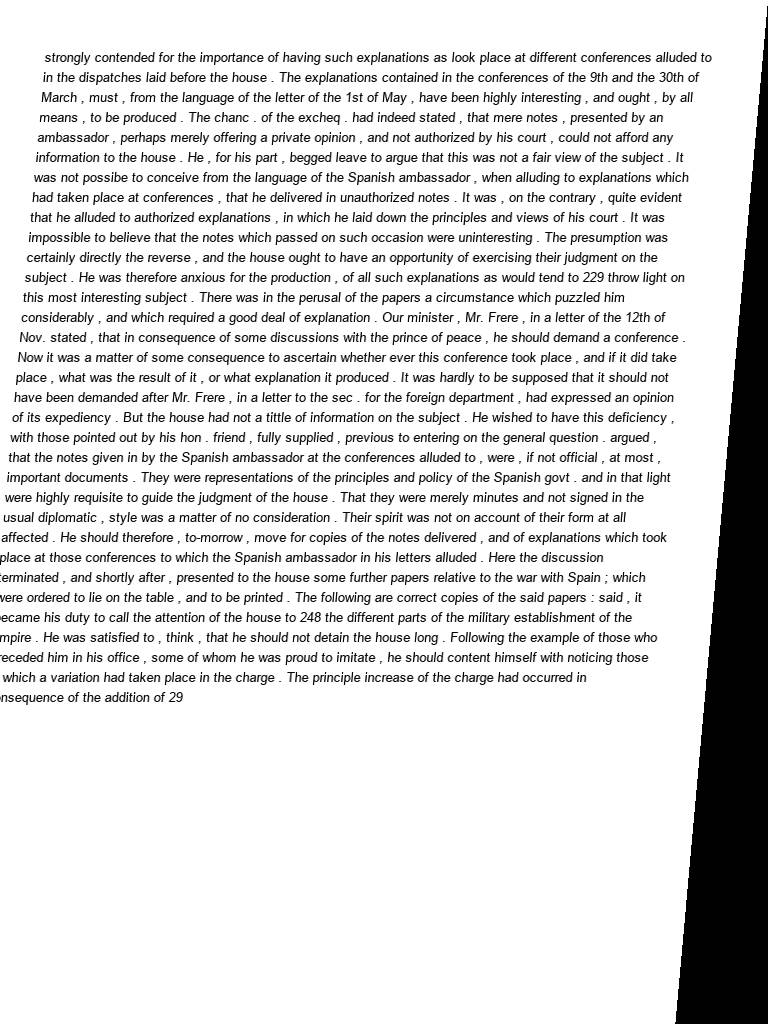 strongly contended for the importance of having such explanations as look place at different conferences alluded to
in the dispatches laid before the house . The explanations contained in the conferences of the 9th and the 30th of
March , must , from the language of the letter of the 1st of May , have been highly interesting , and ought , by all
means , to be produced . The chanc . of the excheq . had indeed stated , that mere notes , presented by an
ambassador , perhaps merely offering a private opinion , and not authorized by his court , could not afford any
information to the house . He , for his part , begged leave to argue that this was not a fair view of the subject . It
was not possibe to conceive from the language of the Spanish ambassador , when alluding to explanations which
had taken place at conferences , that he delivered in unauthorized notes . It was , on the contrary , quite evident
that he alluded to authorized explanations , in which he laid down the principles and views of his court . It was
impossible to believe that the notes which passed on such occasion were uninteresting . The presumption was
certainly directly the reverse , and the house ought to have an opportunity of exercising their judgment on the
subject . He was therefore anxious for the production , of all such explanations as would tend to 229 throw light on
this most interesting subject . There was in the perusal of the papers a circumstance which puzzled him
considerably , and which required a good deal of explanation . Our minister , Mr. Frere , in a letter of the 12th of
Nov. stated , that in consequence of some discussions with the prince of peace , he should demand a conference .
Now it was a matter of some consequence to ascertain whether ever this conference took place , and if it did take
place , what was the result of it , or what explanation it produced . It was hardly to be supposed that it should not
have been demanded after Mr. Frere , in a letter to the sec . for the foreign department , had expressed an opinion
of its expediency . But the house had not a tittle of information on the subject . He wished to have this deficiency ,
with those pointed out by his hon . friend , fully supplied , previous to entering on the general question . argued ,
that the notes given in by the Spanish ambassador at the conferences alluded to , were , if not official , at most ,
important documents . They were representations of the principles and policy of the Spanish govt . and in that light
were highly requisite to guide the judgment of the house . That they were merely minutes and not signed in the
usual diplomatic , style was a matter of no consideration . Their spirit was not on account of their form at all
affected . He should therefore , to-morrow , move for copies of the notes delivered , and of explanations which took
place at those conferences to which the Spanish ambassador in his letters alluded . Here the discussion
terminated , and shortly after , presented to the house some further papers relative to the war with Spain ; which
were ordered to lie on the table , and to be printed . The following are correct copies of the said papers : said , it
ecame his duty to call the attention of the house to 248 the different parts of the military establishment of the
mpire . He was satisfied to , think , that he should not detain the house long . Following the example of those who
receded him in his office , some of whom he was proud to imitate , he should content himself with noticing those
which a variation had taken place in the charge . The principle increase of the charge had occurred in
nsequence of the addition of 29